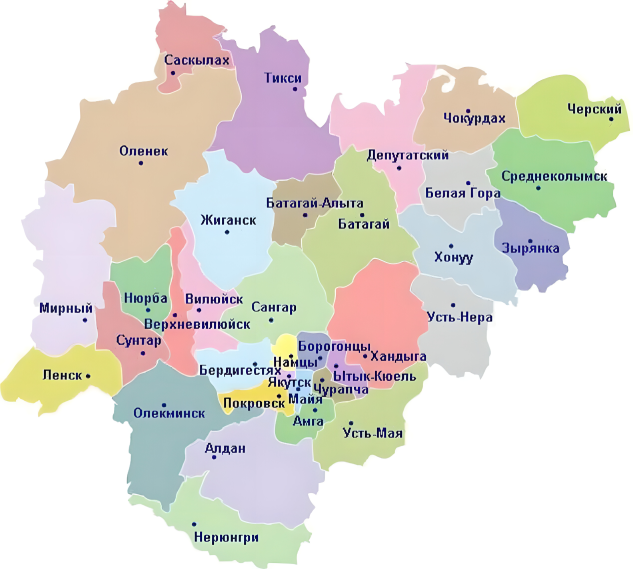 Саскылах
Тикси
Черский
Чокурдах
Оленек
Депутатский
Среднеколымск
Белая Гора
Батагай-Алыта
Жиганск
Батагай
Зырянка
Хонуу
Нюрба
Вилюйск
Мирный
Сангар
Усть-Нера
Верхневилюйск
Сунтар
Борогонцы
Хандыга
Намцы
Бердигестях
Ленск
Ытык-Кюель
Якутск
Чурапча
Майя
Покровск
Олекминск
Амга
Усть-Мая
Алдан
Нерюнгри